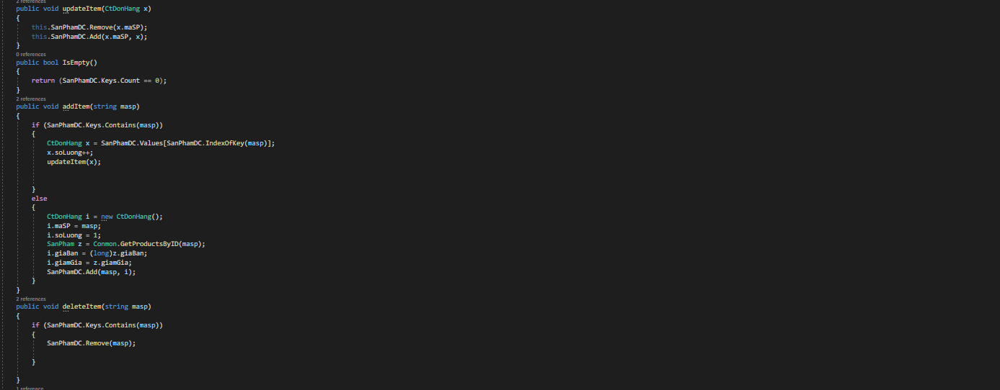 2 references
public void updateItem(CtDonHang x)
{
this.SanPhamDC.Remove(x.maSP);
this.SanPhamDC.Add(x.maSP, x);
}
0 references
public bool IsEmpty()
{
return (SanPhamDC.Keys.Count == 0);
}
2 references
public void addItem(string masp)
{
if (SanPhamDC.Keys.Contains(masp))
{
CtDonHang x = SanPhamDC.Values[SanPhamDC.IndexOfKey(masp)];
x.soLuong++;
updateItem(x);
}
else
{
CtDonHang i = new CtDonHang();
i.maSP = masp;
i.soLuong = 1;
SanPham z = Conmon.GetProductsByID(masp);
i.giaBan = (long)z.giaBan;
i.giamGia = z.giamGia;
SanPhamDC.Add(masp, i);
}
}
2 references
public void deleteItem(string masp)
{
if (SanPhamDC.Keys.Contains(masp))
{
SanPhamDC.Remove(masp);
}
}
1 reference